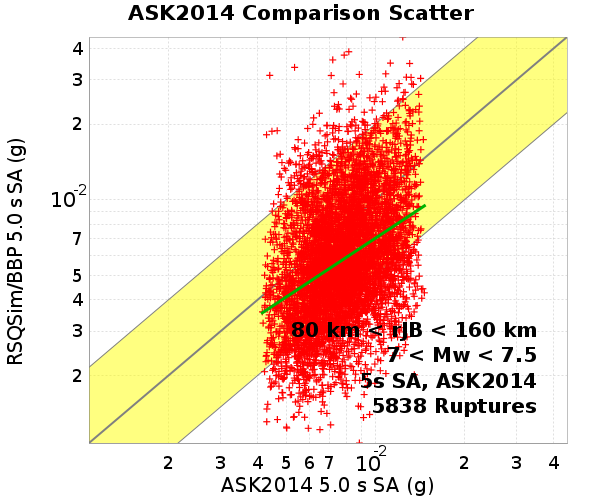 ASK2014 Comparison Scatter
RSQSim/BBP 5.0 s SA (g)
4
3
2
10-2
7
5
4
3
2
80 km < rJB < 160 km
7 < Mw < 7.5
5s SA, ASK2014
5838 Ruptures
2 3 4 5 6 7 10-2 2 3 4
ASK2014 5.0 s SA (g)